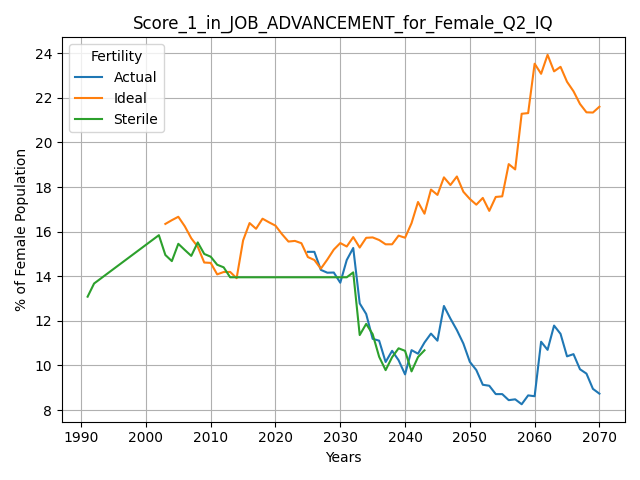 Score_1_in_JOB_ADVANCEMENT_for_Female_Q2_IQ
Fertility
Actual
Ideal
Sterile
% of Female Population
24
22
20
18
16
14
12
10
8
1990 2000 2010 2020 2030 2040 2050 2060 2070
Years